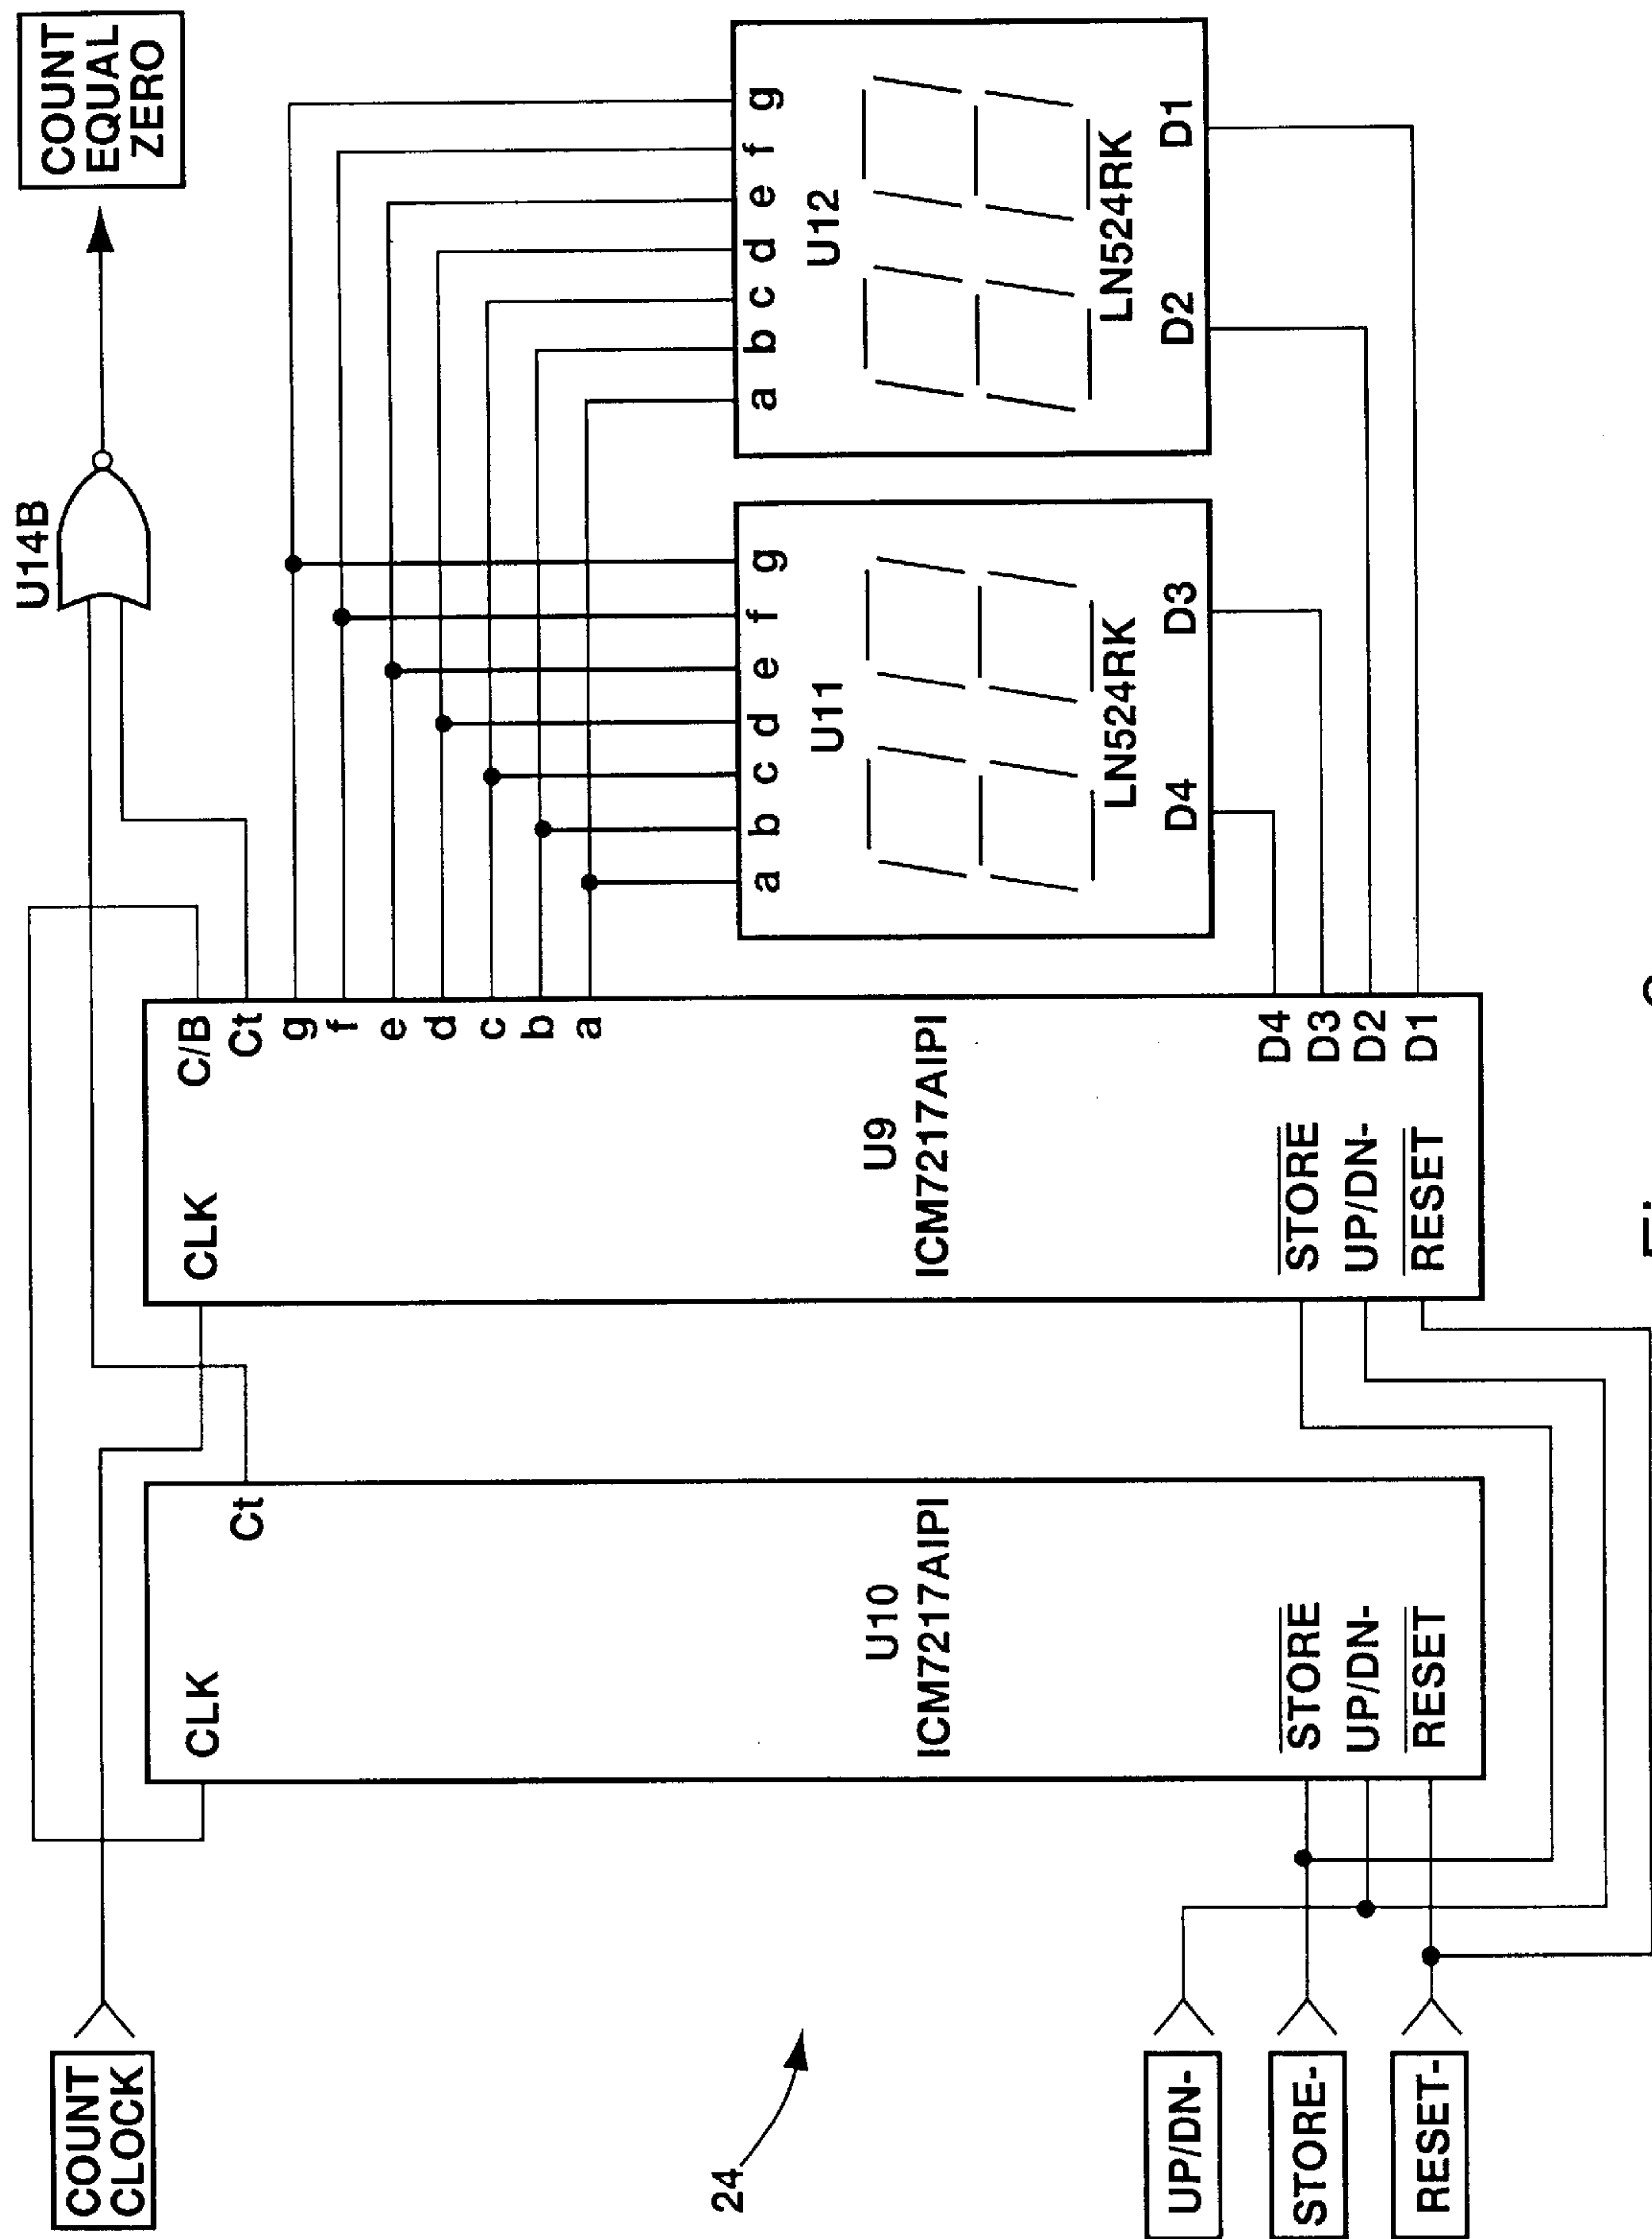 COUNT
EQUAL
ZERO
U14B
COUNT
CLOCK
CLK
Ct
U10
ICM7217AIPI
STORE
UP/DN-
RESET
CLK
C/B
Ct
g
f
e
d
c
b
a
U9
ICM7217AIPI
STORE
UP/DN-
RESET
D4
D3
D2
D1
a b c d e f g
U11
LN524RK
D4 D3
a b c d e f g
U12
LN524RK
D2 D1
24
UP/DN-
STORE-
RESET-